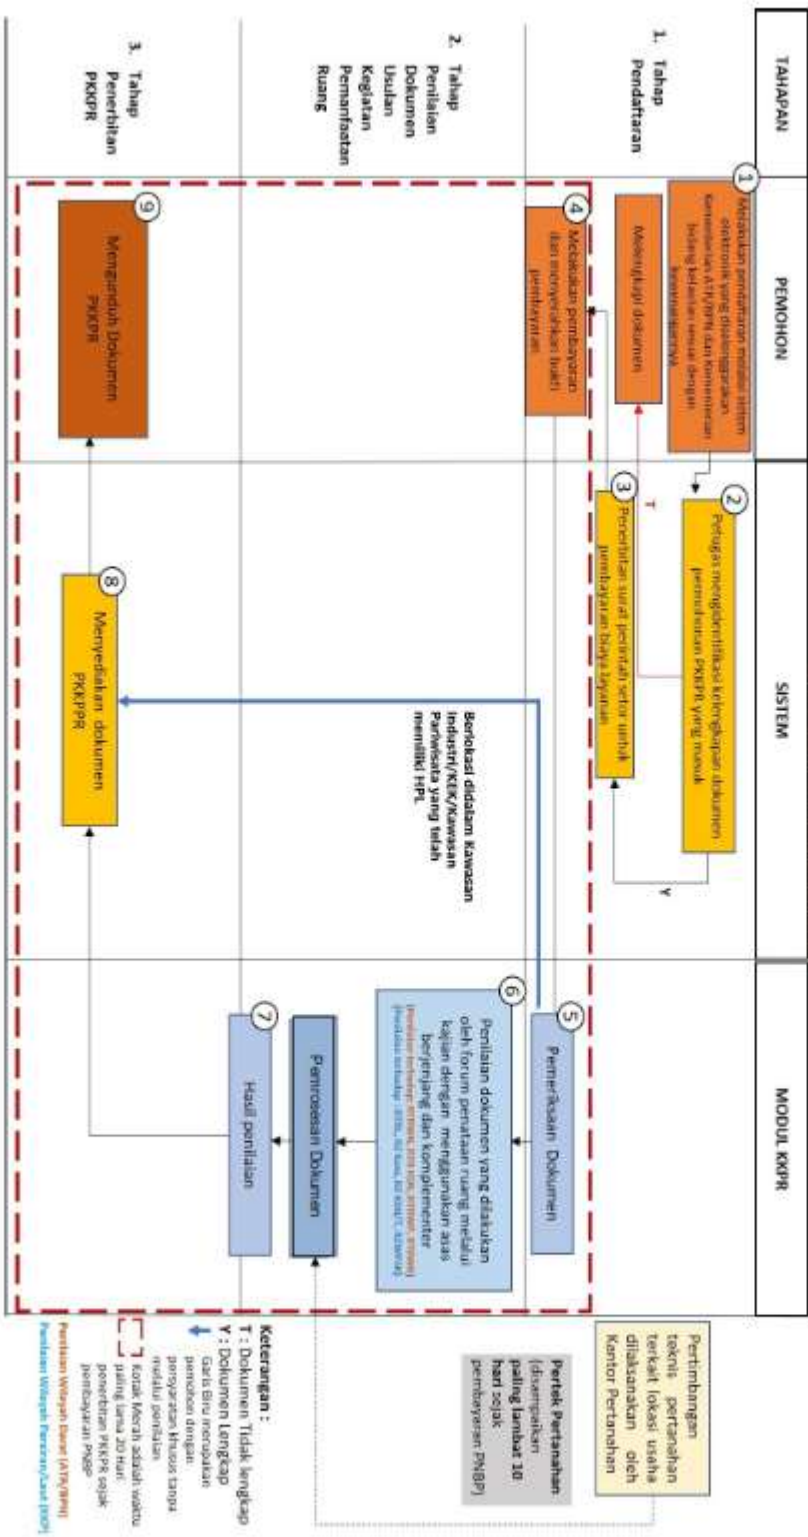 TAHAPAN
PEMOHON
SISTEM
MODUL KKPR
1. Tahap
Pendaftaran
1
Melakukan pendaftaran melalui sistem
elektronik yang diselenggarakan
Kementerian ATR/BPN dan Kementerian
bidang kelautan sesuai dengan
kewenangannya
Melengkapi dokumen
2
Petugas mengidentifikasi kelengkapan dokumen
permohonan PKKPR yang masuk
T
Y
3
Penerbitan surat perintah setor untuk
pembayaran biaya layanan
4
Melakukan pembayaran
dan menyerahkan bukti
pembayaran
2. Tahap
Penilaian
Dokumen
Usulan
Kegiatan
Pemanfaatan
Ruang
5
Pemeriksaan Dokumen
Berlokasi didalam Kawasan
Industri/KEK/Kawasan
Pariwisata yang telah
memiliki HPL
6
Penilaian dokumen yang dilakukan
oleh forum penataan ruang melalui
kajian dengan menggunakan asas
berjenjang dan komplementer
Pemrosesan Dokumen
7
Hasil penilaian
3. Tahap
Penerbitan
PKKPR
8
Menyediakan dokumen
PKKPPR
9
Mengunduh Dokumen
PKKPR
Pertimbangan
teknis pertanahan
terkait lokasi usaha
dilaksanakan oleh
Kantor Pertanahan
Pertek Pertanahan
(disampaikan
paling lambat 10
hari sejak
pembayaran PNBP)
Keterangan :
T : Dokumen Tidak lengkap
Y : Dokumen Lengkap
Garis Biru merupakan
pemohon dengan
persyaratan khusus tanpa
melalui penilaian
Kotak Merah adalah waktu
paling lama 20 Hari
penerbitan PKKPR sejak
pembayaran PNBP
Penilaian Wilayah Darat (ATR/BPN)
Penilaian Wilayah Perairan/Laut (KKP)